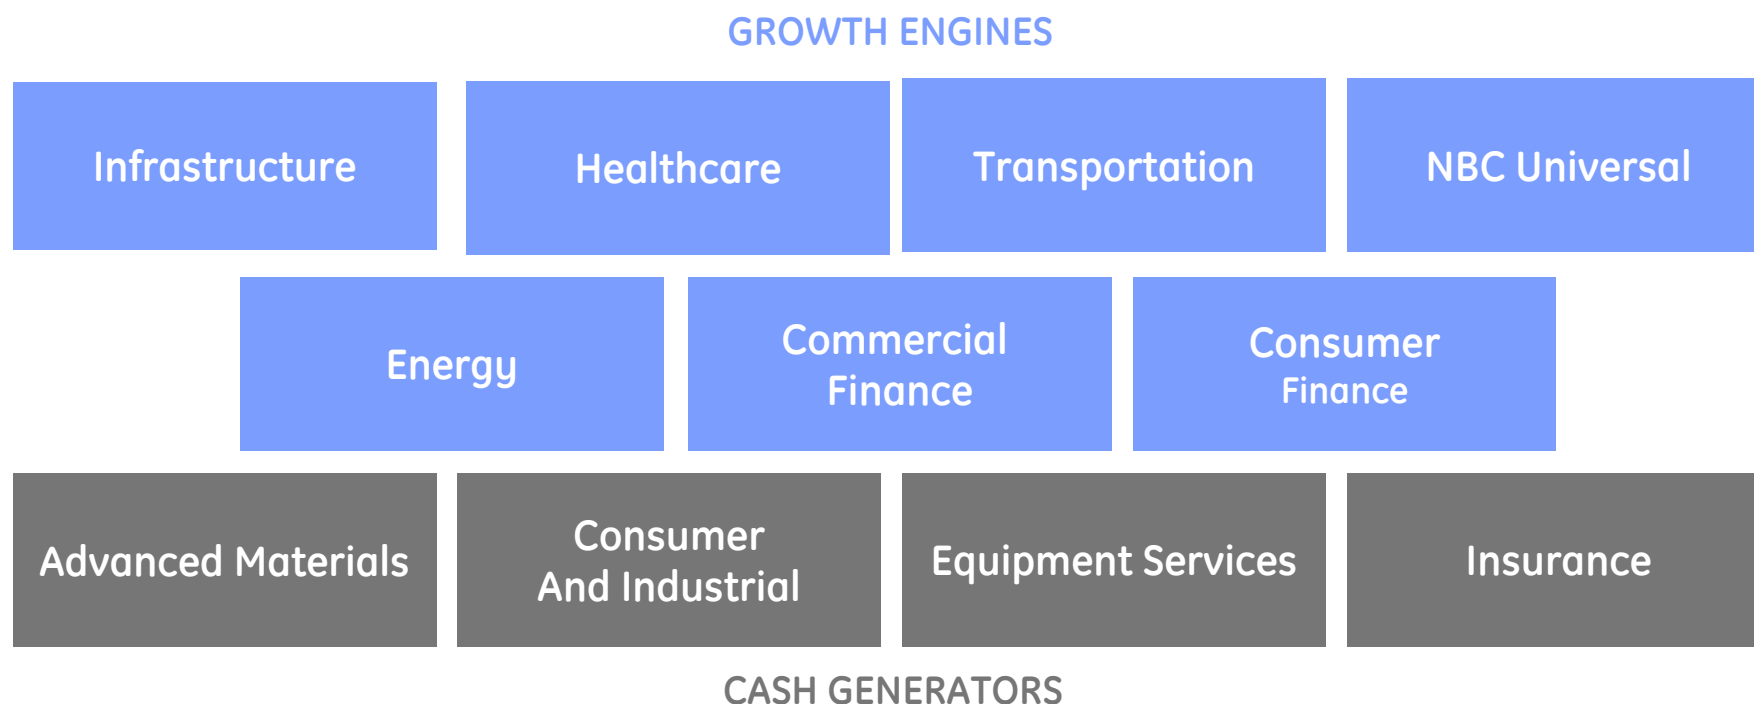 GROWTH ENGINES
Infrastructure
Healthcare
Transportation
NBC Universal
Energy
Commercial
Finance
Consumer
Finance
Advanced Materials
Consumer
And Industrial
Equipment Services
Insurance
CASH GENERATORS